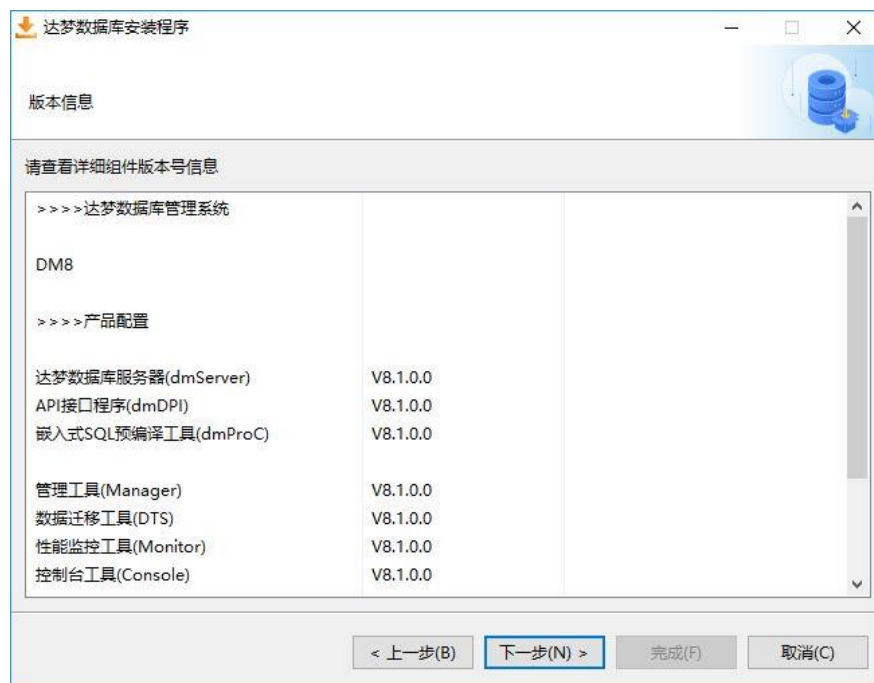 达梦数据库安装程序
版本信息
请查看详细组件版本号信息
>>>>达梦数据库管理系统
DM8
>>>>产品配置
达梦数据库服务器(dmServer) V8.1.0.0
API接口程序(dmDPI) V8.1.0.0
嵌入式SQL预编译工具(dmProC) V8.1.0.0
管理工具(Manager) V8.1.0.0
数据迁移工具(DTS) V8.1.0.0
性能监控工具(Monitor) V8.1.0.0
控制台工具(Console) V8.1.0.0
< 上一步(B) 下一步(N) > 完成(F) 取消(C)